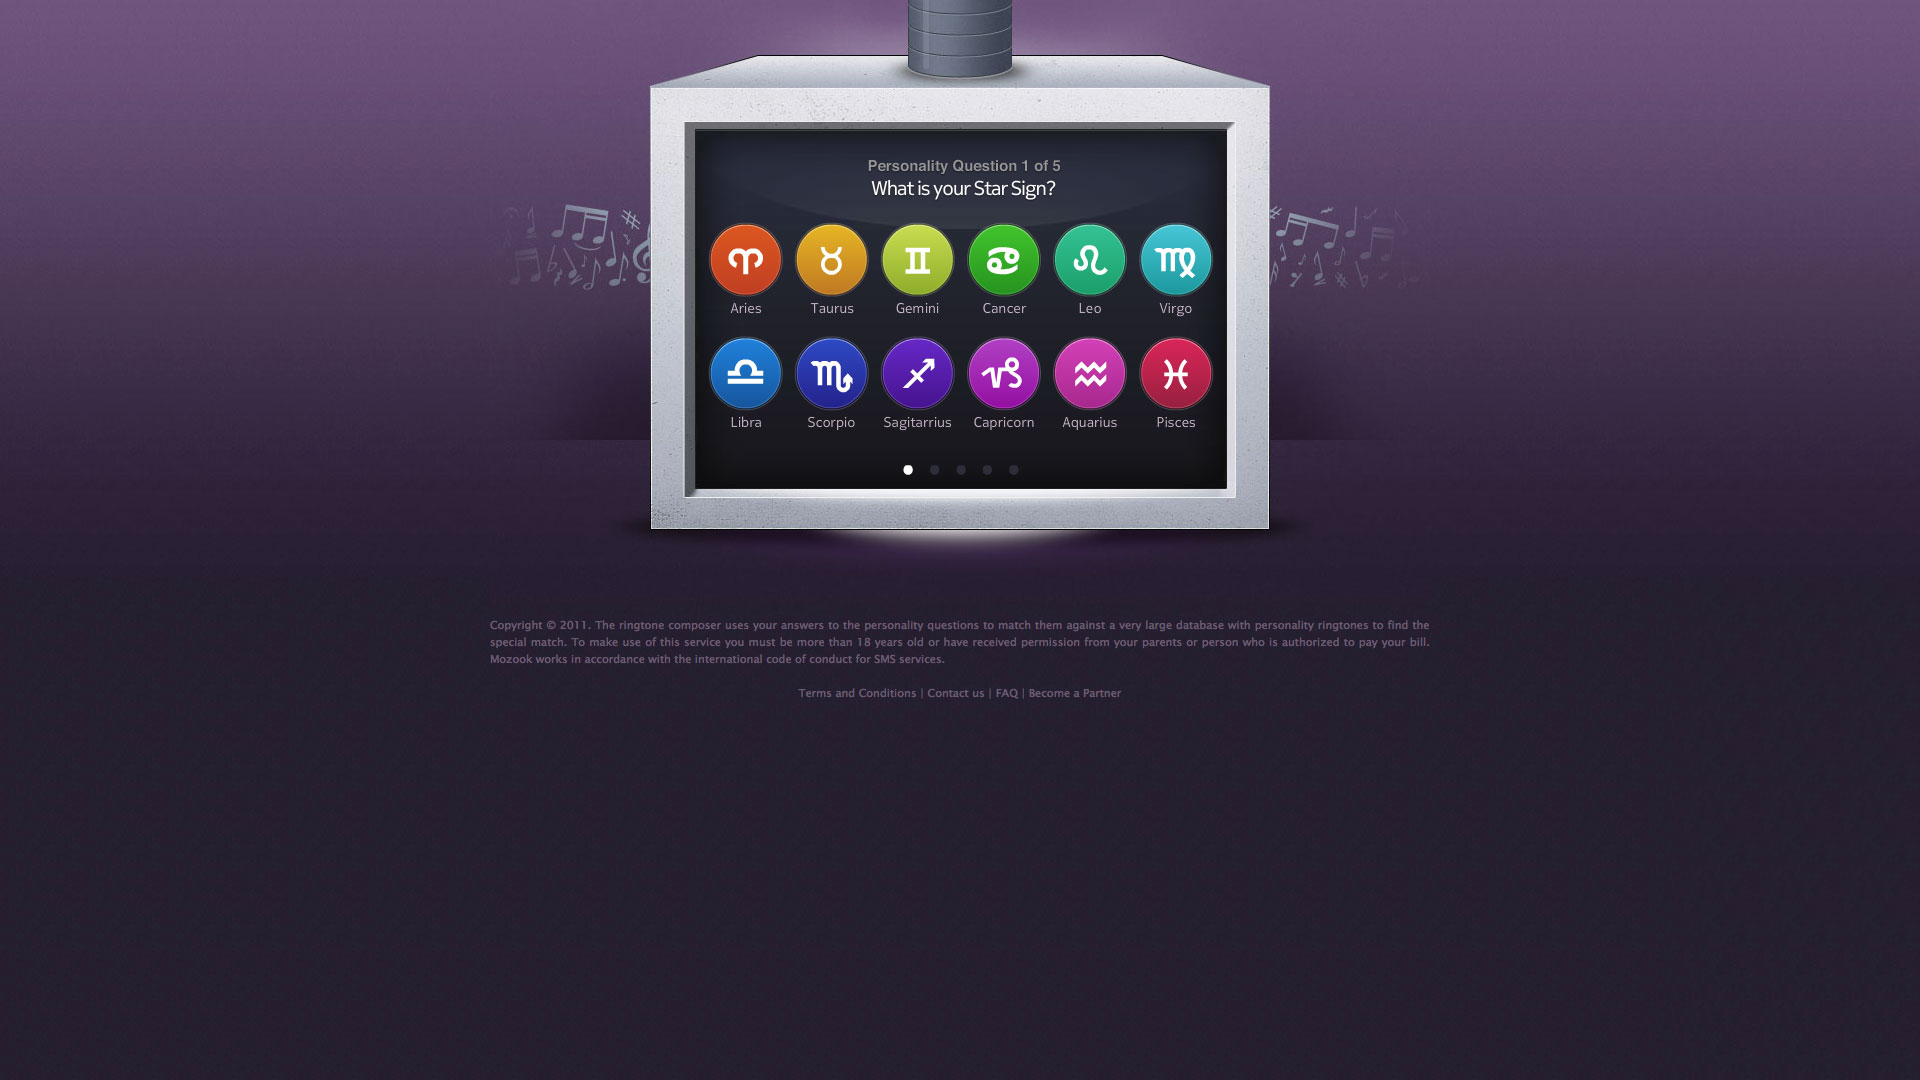 Personality Question 1 of 5
What is your Star Sign?
Aries Taurus Gemini Cancer Leo Virgo
Libra Scorpio Sagitarrius Capricorn Aquarius Pisces
Copyright © 2011. The ringtone composer uses your answers to the personality questions to match them against a very large database with personality ringtones to find the
special match. To make use of this service you must be more than 18 years old or have received permission from your parents or person who is authorized to pay your bill.
Mozook works in accordance with the international code of conduct for SMS services.
Terms and Conditions | Contact us | FAQ | Become a Partner